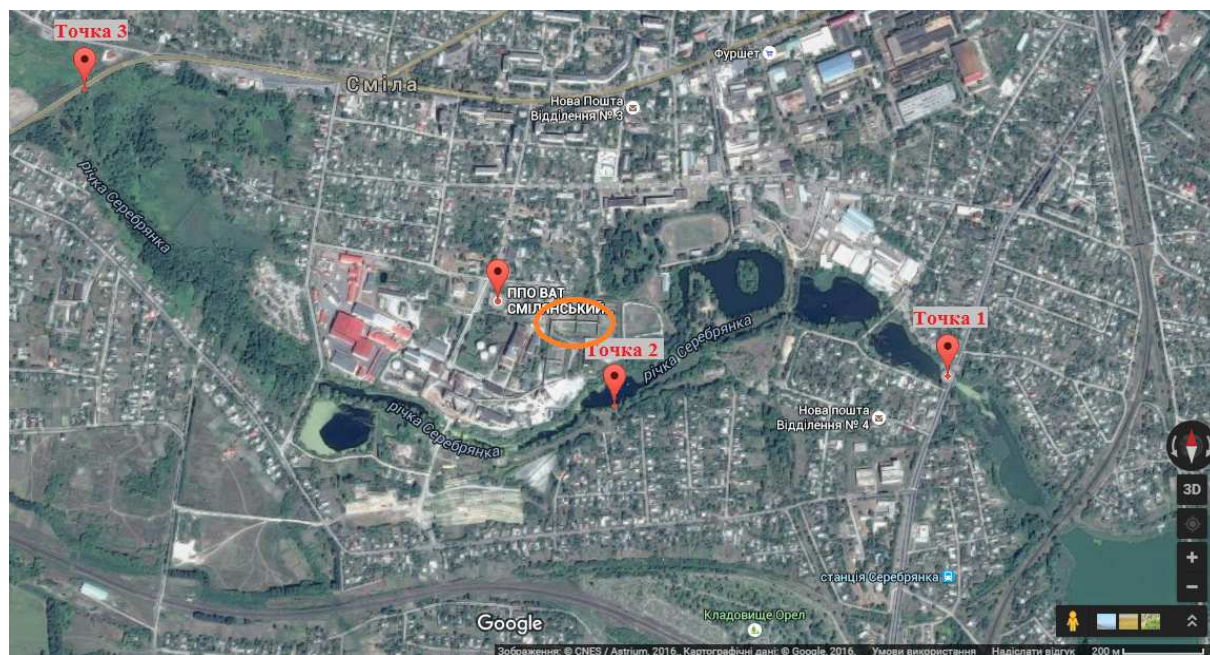 Точка 3
Сміла
Фуршет
Нова Пошта
Відділення № 3
річка Серебрянка
ППО ВАТ
СМІЛЯНСЬКИЙ
Точка 1
Точка 2
річка Серебрянка
річка Серебрянка
Нова пошта
Відділення № 4
3D
станція Серебрянка
Кладовище Орел
Google
Зображення: © CNES / Astrium, 2016, Картографічні дані: © Google, 2016, Умови використання Надіслати відгук 200 м